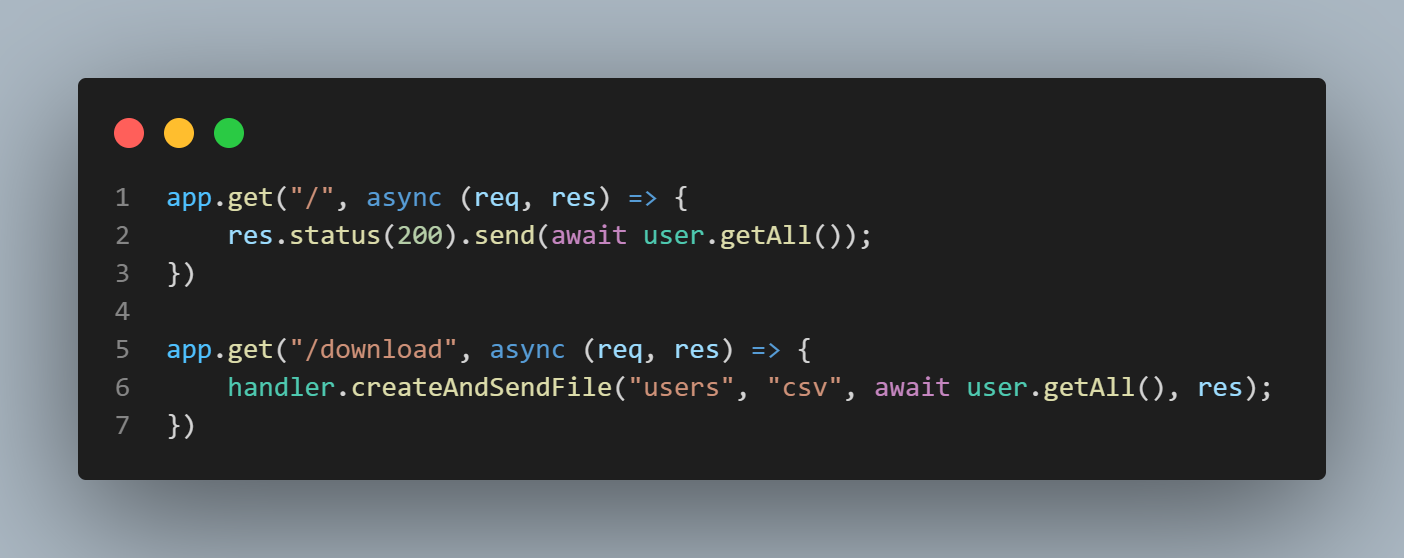 1 app.get("/", async (req, res) => {
2     res.status(200).send(await user.getAll());
3 })
4
5 app.get("/download", async (req, res) => {
6     handler.createAndSendFile("users", "csv", await user.getAll(), res);
7 })